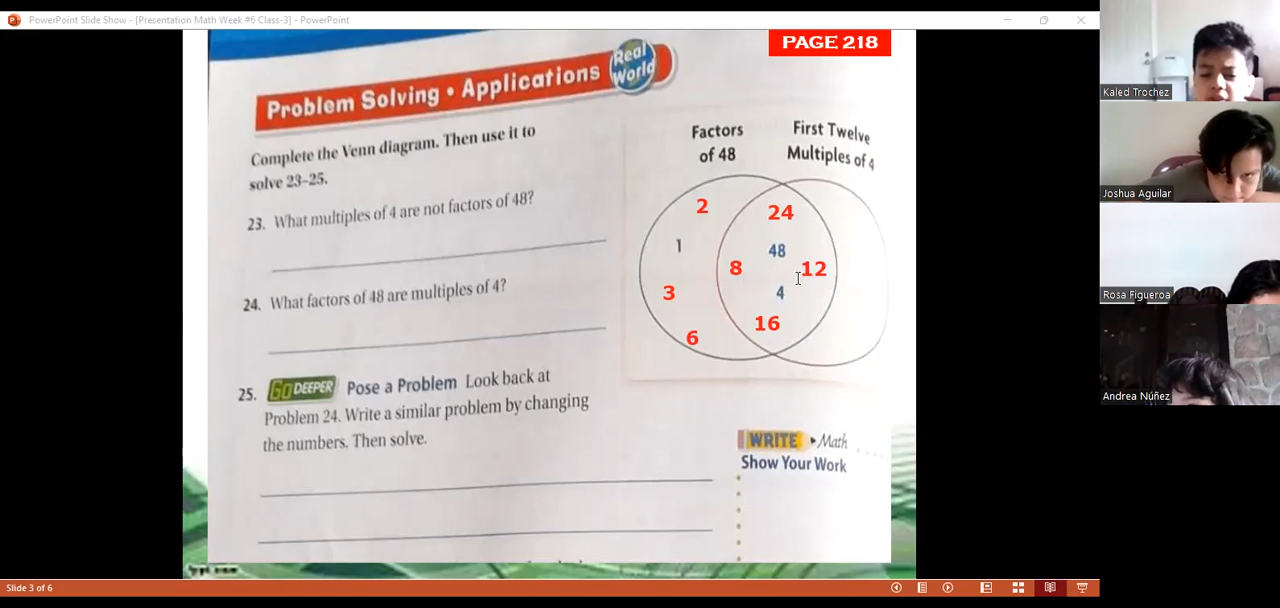 PowerPoint Slide Show - [Presentation Math Week #6 Class-3] - PowerPoint
PAGE 218
Problem Solving • Applications
Real
World
Complete the Venn diagram. Then use it to
solve 23–25.
23. What multiples of 4 are not factors of 48?
24. What factors of 48 are multiples of 4?
25. GO DEEPER Pose a Problem Look back at
Problem 24. Write a similar problem by changing
the numbers. Then solve.
Factors
of 48
First Twelve
Multiples of 4
2
24
1
48
8
12
3
4
16
6
WRITE Math
Show Your Work
Slide 3 of 6
Kaled Trochez
Joshua Aguilar
Rosa Figueroa
Andrea Núñez